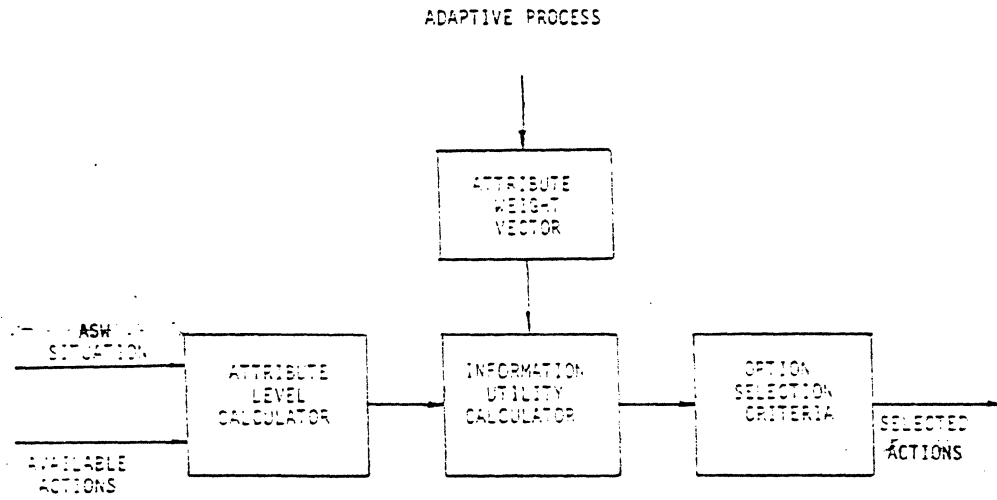 ADAPTIVE PROCESS
ATTRIBUTE
WEIGHT
VECTOR
ASW
SITUATION
ATTRIBUTE
LEVEL
CALCULATOR
INFORMATION
UTILITY
CALCULATOR
OPTION
SELECTION
CRITERIA
SELECTED
ACTIONS
AVAILABLE
ACTIONS